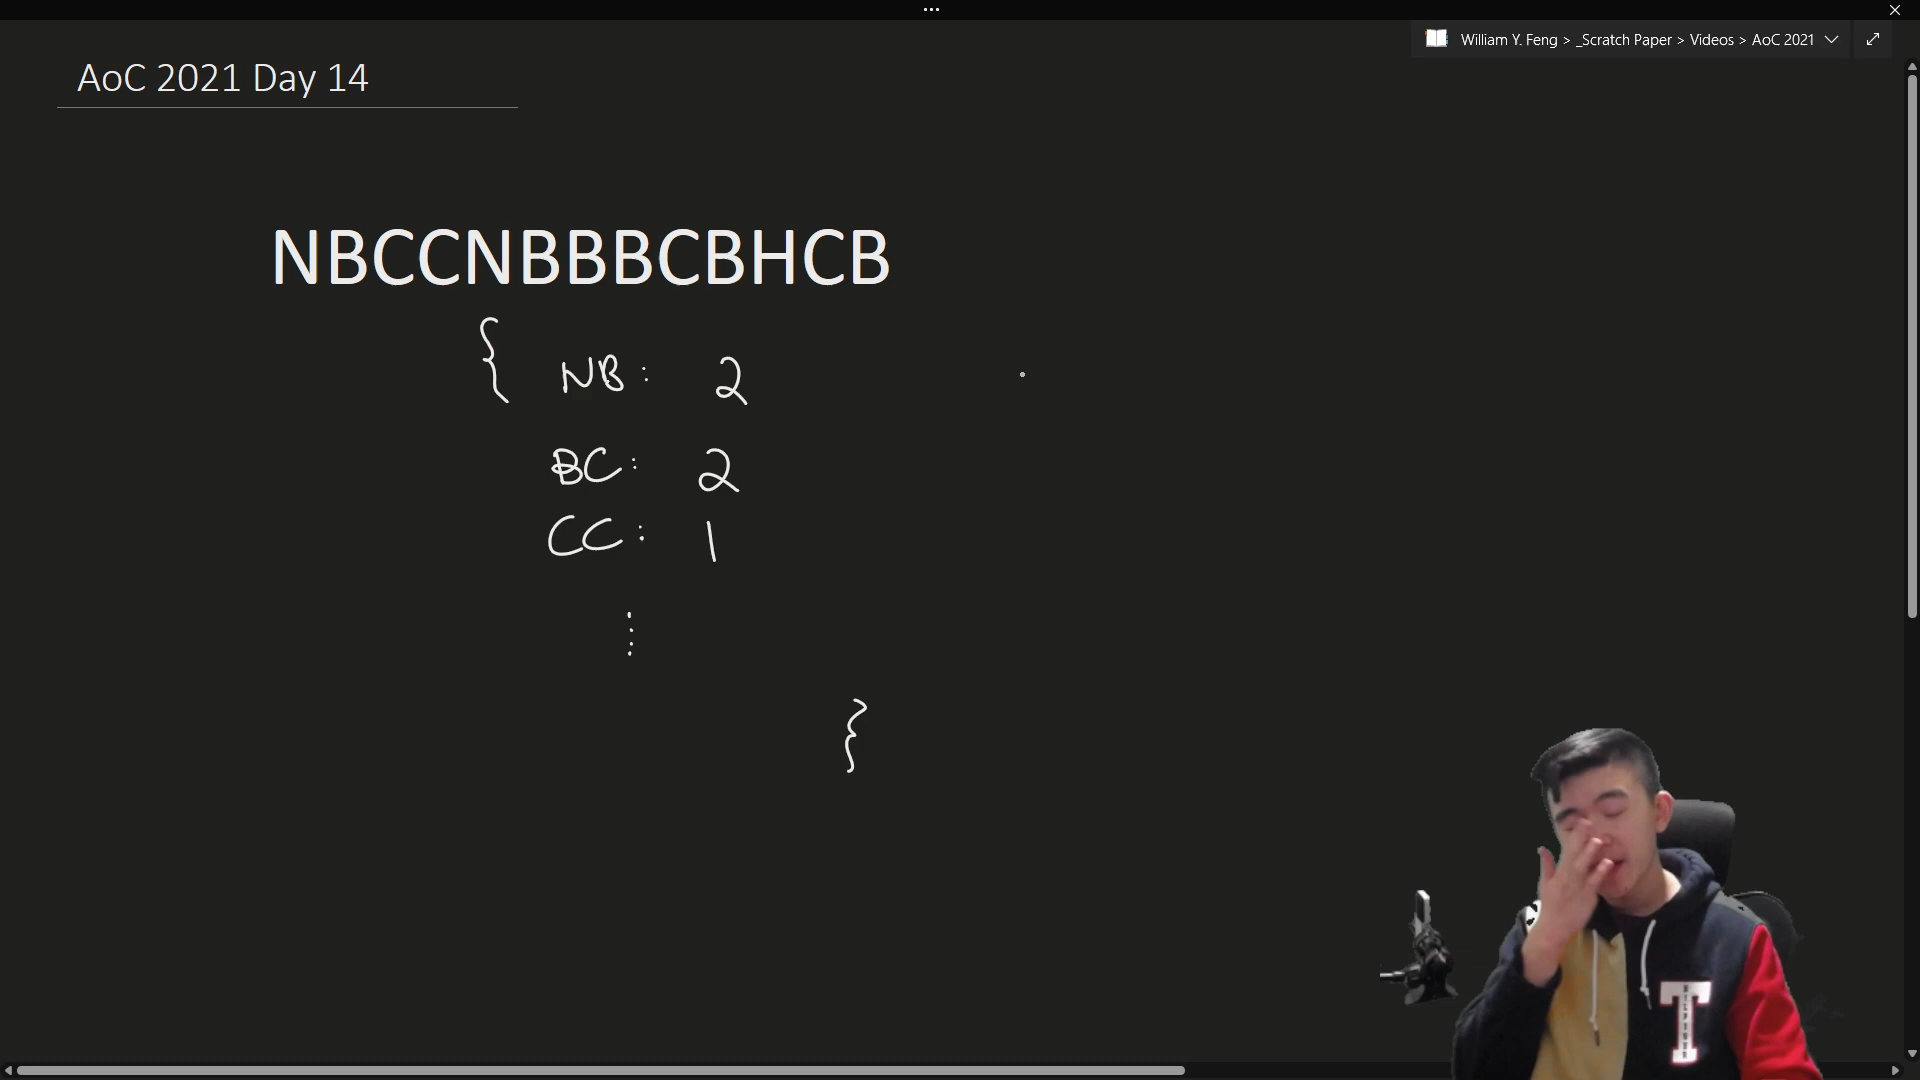 William Y. Feng > _Scratch Paper > Videos > AoC 2021
AoC 2021 Day 14
NBCCNBBBCBHCB
{ NB: 2
BC: 2
CC: 1
}
T